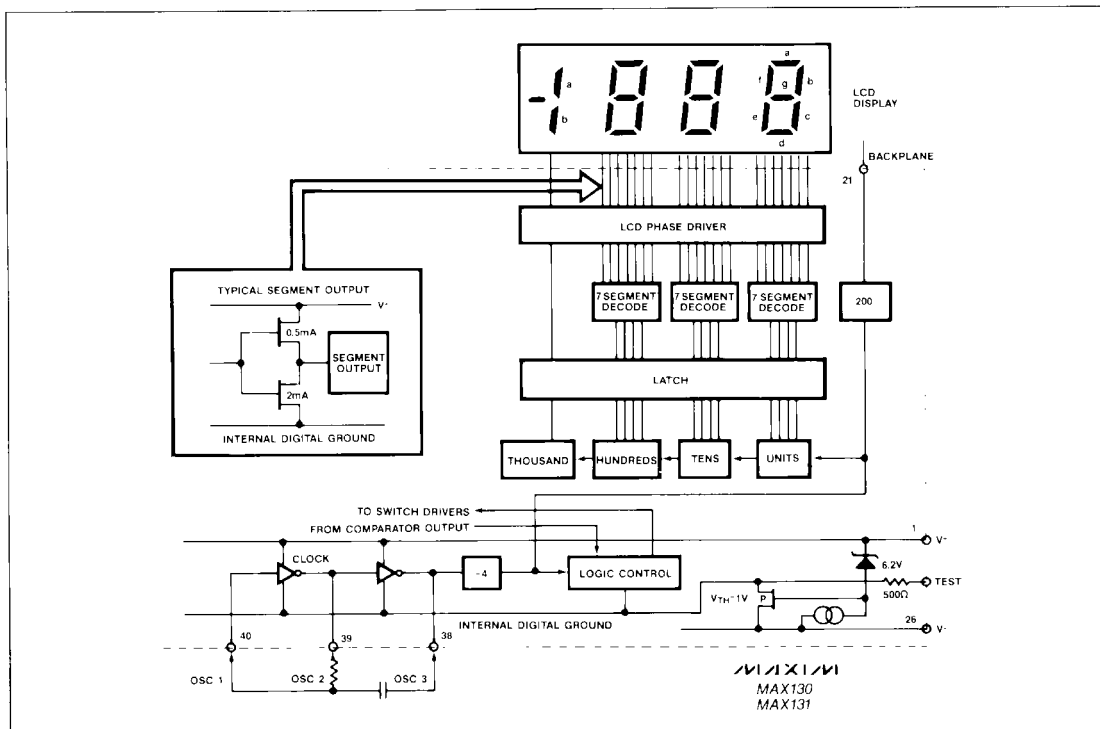 a
a
f
g
b
b
e
c
d
LCD
DISPLAY
BACKPLANE
21
LCD PHASE DRIVER
TYPICAL SEGMENT OUTPUT
V+
0.5mA
SEGMENT
OUTPUT
2mA
INTERNAL DIGITAL GROUND
7 SEGMENT
DECODE
7 SEGMENT
DECODE
7 SEGMENT
DECODE
200
LATCH
THOUSAND
HUNDREDS
TENS
UNITS
TO SWITCH DRIVERS
FROM COMPARATOR OUTPUT
1
V+
CLOCK
6.2V
-4
LOGIC CONTROL
TEST
500Ω
VTH-1V
P
INTERNAL DIGITAL GROUND
26
V-
40
39
38
OSC 1
OSC 2
OSC 3
MAXIM
MAX130
MAX131